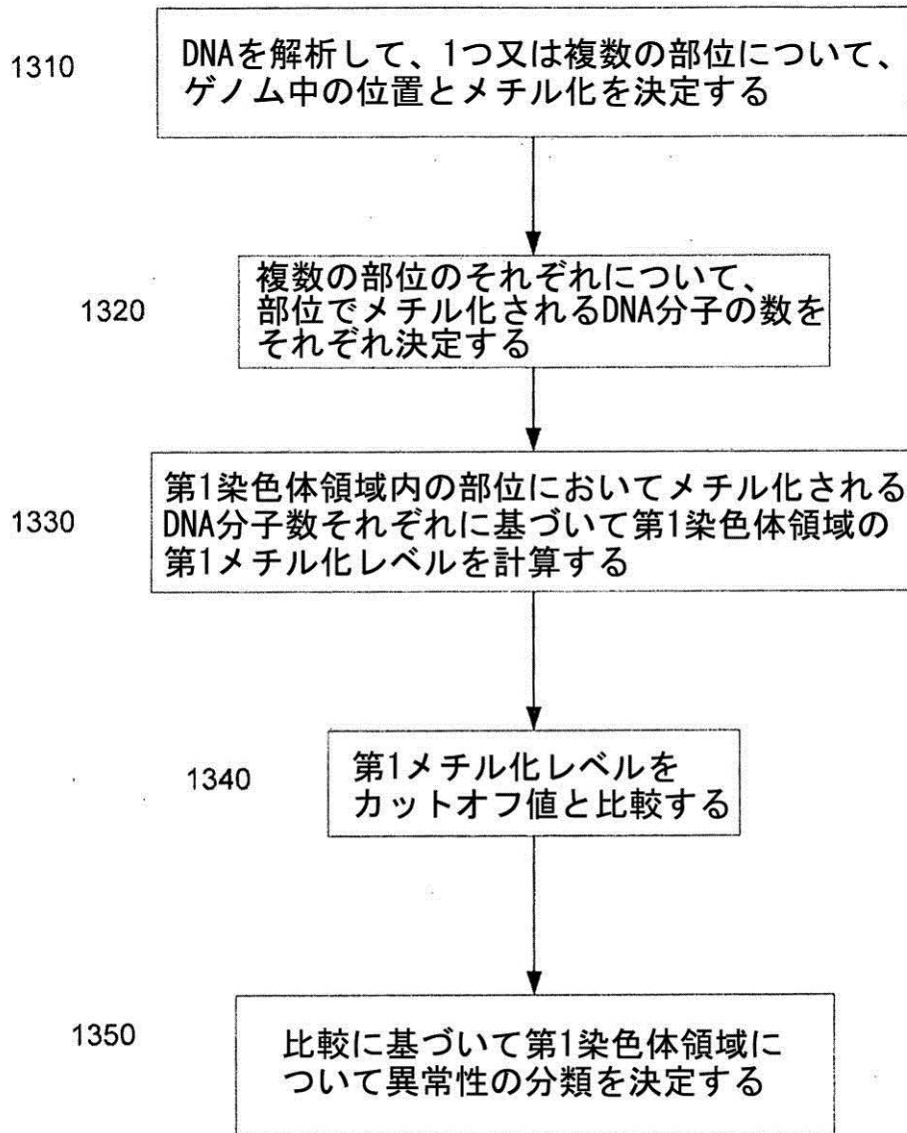 1310
DNAを解析して、1つ又は複数の部位について、
ゲノム中の位置とメチル化を決定する
1320
複数の部位のそれぞれについて、
部位でメチル化されるDNA分子の数を
それぞれ決定する
1330
第1染色体領域内の部位においてメチル化される
DNA分子数それぞれに基づいて第1染色体領域の
第1メチル化レベルを計算する
1340
第1メチル化レベルを
カットオフ値と比較する
1350
比較に基づいて第1染色体領域に
ついて異常性の分類を決定する